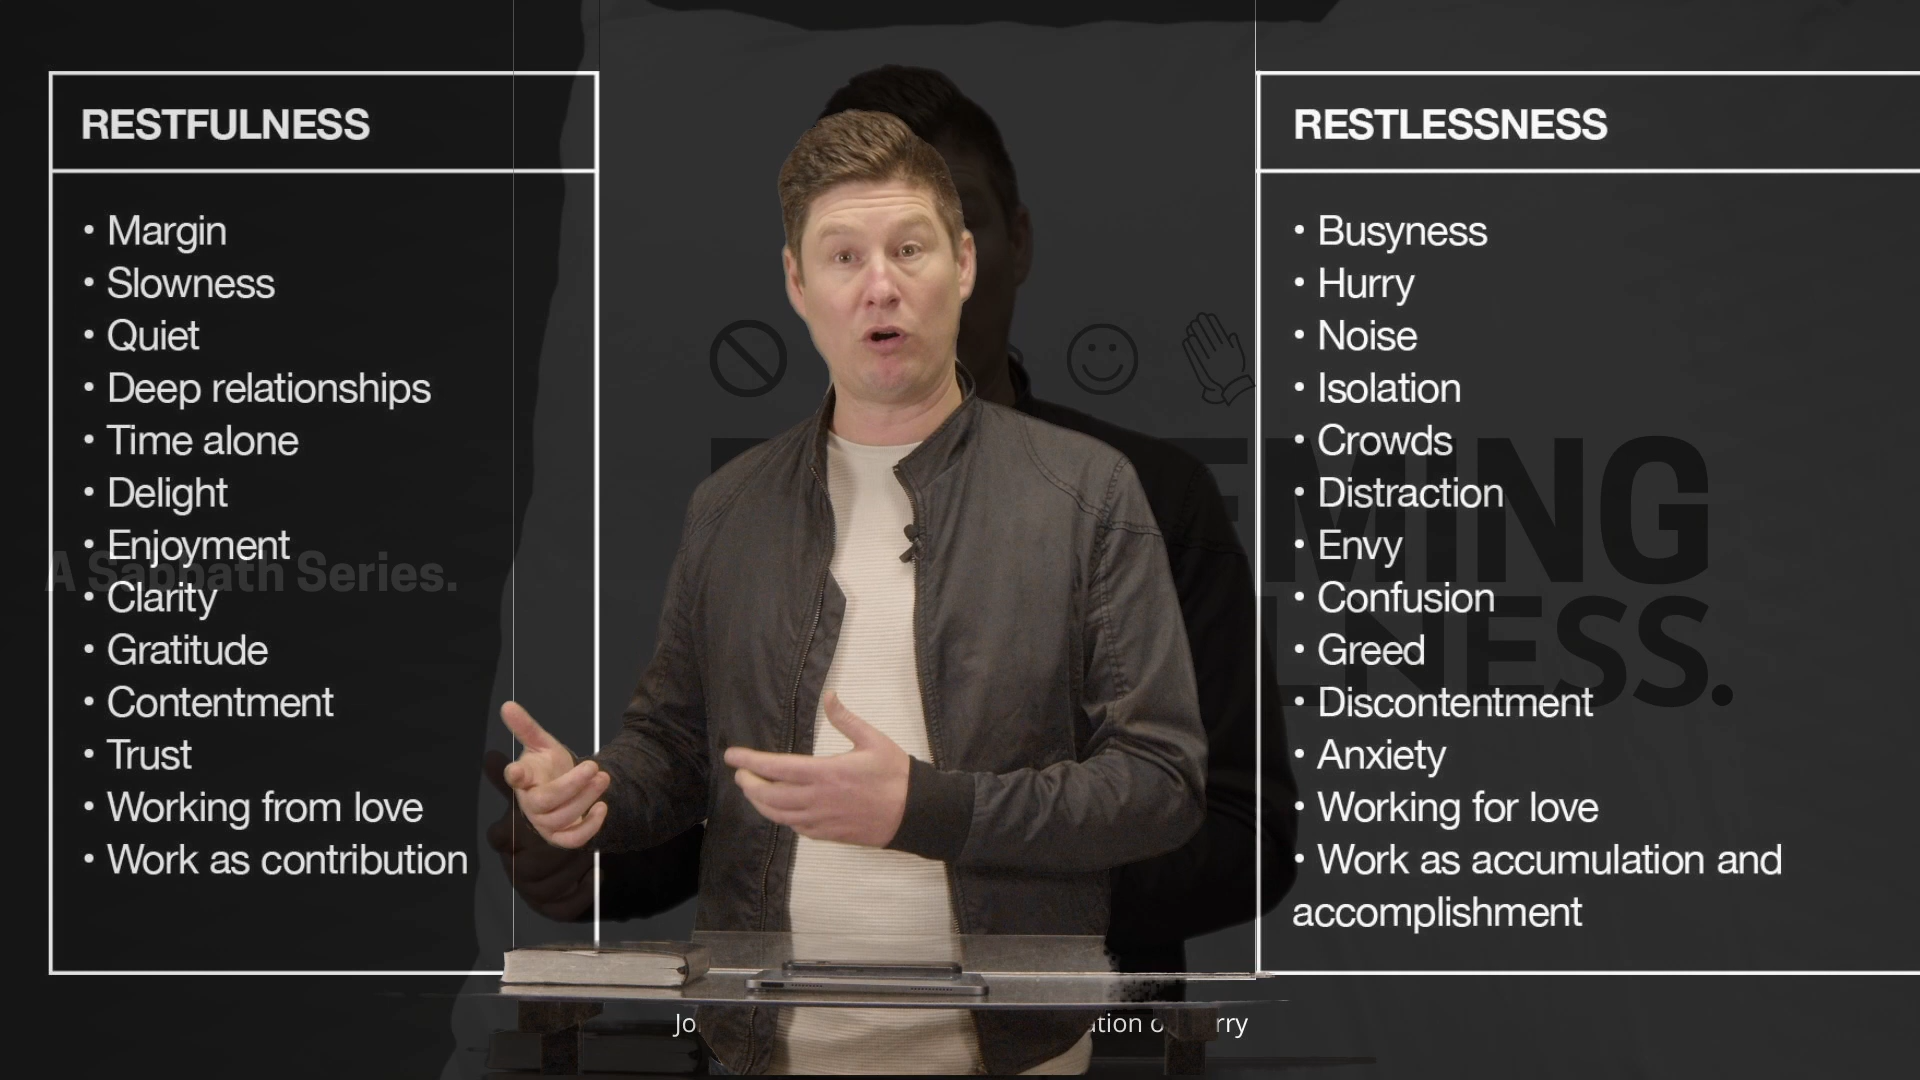 RESTFULNESS
• Margin
• Slowness
• Quiet
• Deep relationships
• Time alone
• Delight
• Enjoyment
• Clarity
• Gratitude
• Contentment
• Trust
• Working from love
• Work as contribution
A Sabbath Series.
RESTLESSNESS
• Busyness
• Hurry
• Noise
• Isolation
• Crowds
• Distraction
• Envy
• Confusion
• Greed
• Discontentment
• Anxiety
• Working for love
• Work as accumulation and
accomplishment